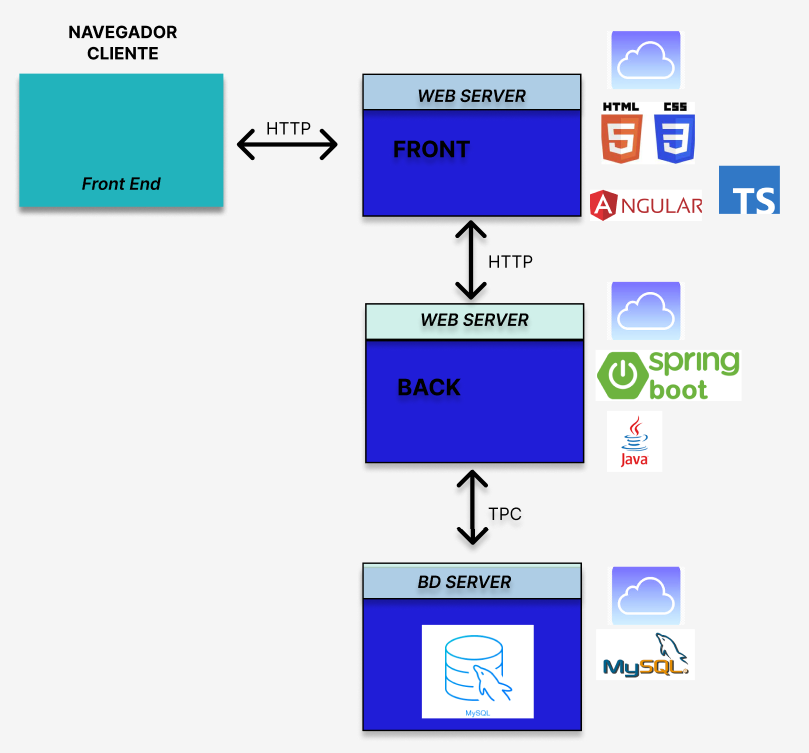 NAVEGADOR
CLIENTE
Front End
HTTP
WEB SERVER
FRONT
HTML CSS
5 3
ANGULAR
TS
HTTP
WEB SERVER
BACK
spring
boot
Java
TPC
BD SERVER
MySQL
MySQL